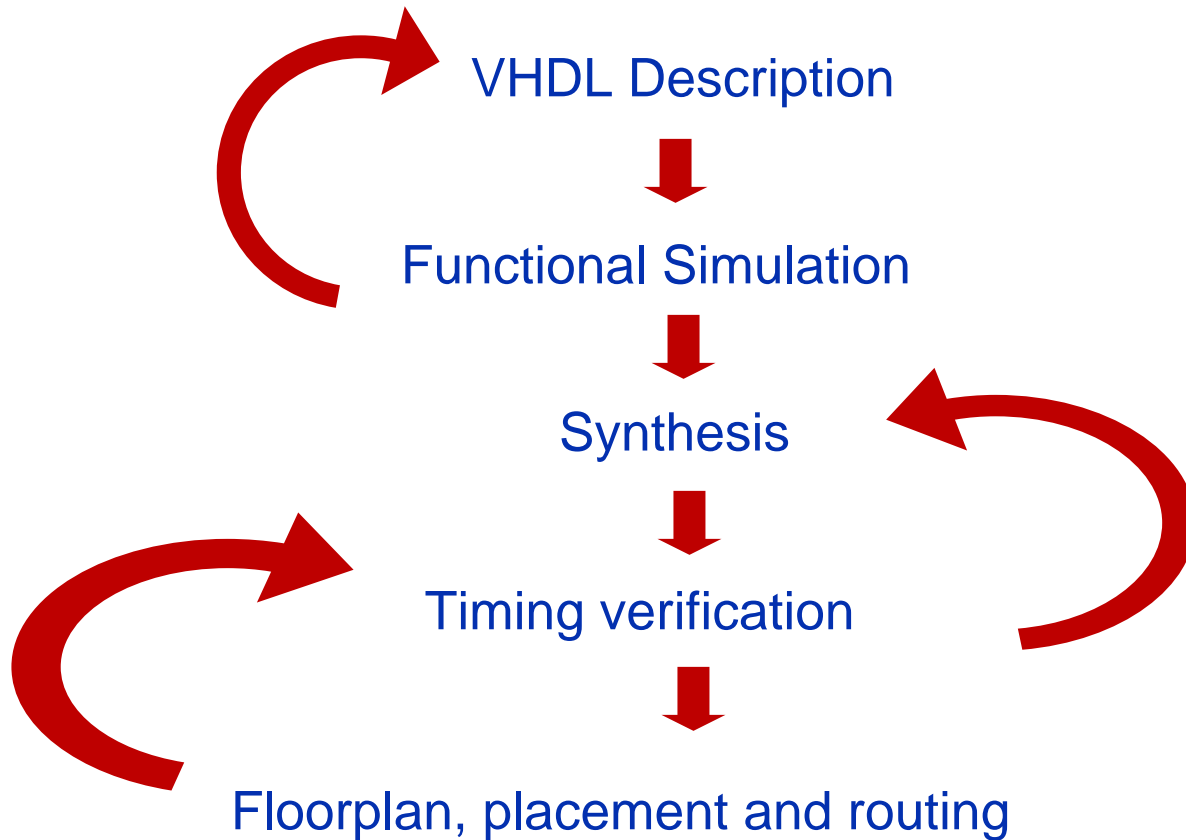 VHDL Description
Functional Simulation
Synthesis
Timing verification
Floorplan, placement and routing